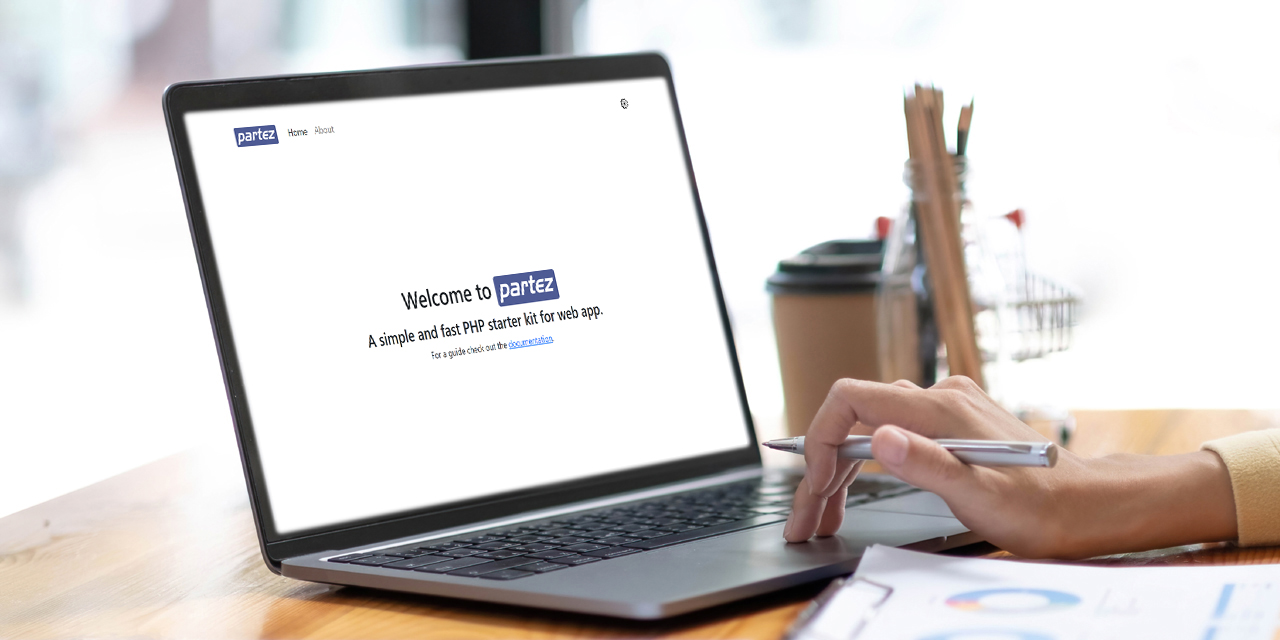 partez Home About
Welcome to partez
A simple and fast PHP starter kit for web app.
For a guide check out the documentation.